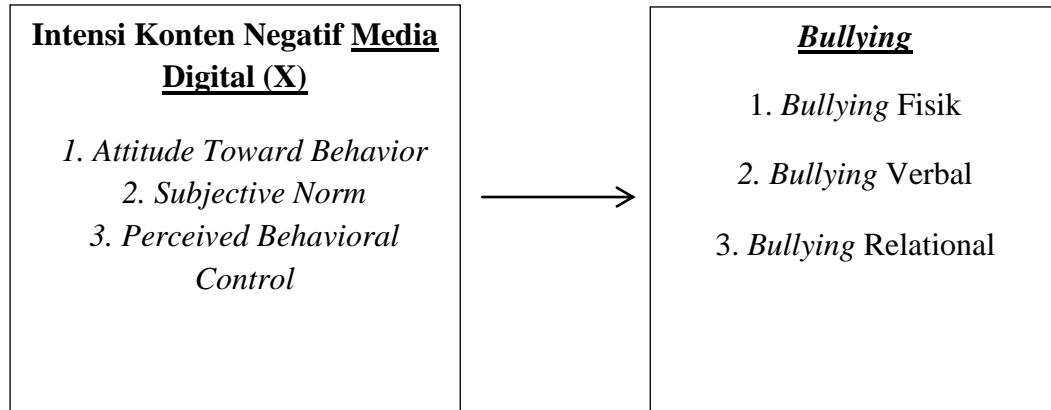 Intensi Konten Negatif Media
Digital (X)
1. Attitude Toward Behavior
2. Subjective Norm
3. Perceived Behavioral
Control
Bullying
1. Bullying Fisik
2. Bullying Verbal
3. Bullying Relational